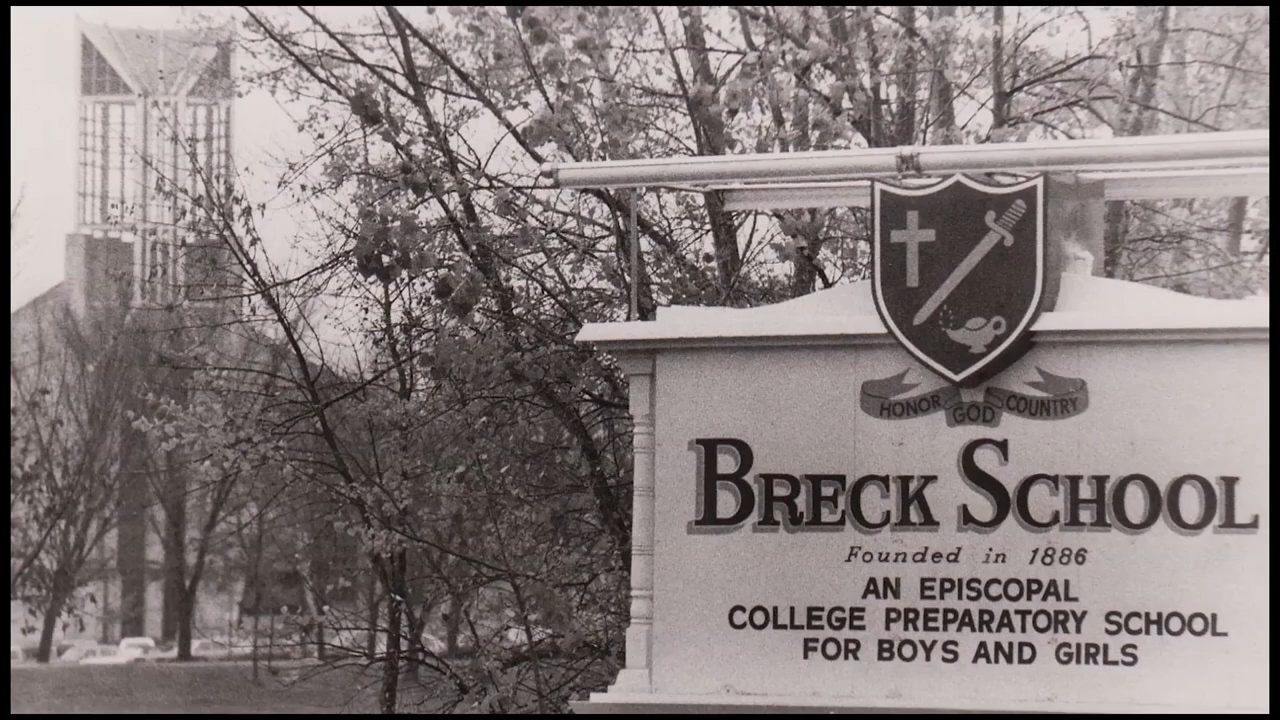 HONOR GOD COUNTRY
BRECK SCHOOL
Founded in 1886
AN EPISCOPAL
COLLEGE PREPARATORY SCHOOL
FOR BOYS AND GIRLS